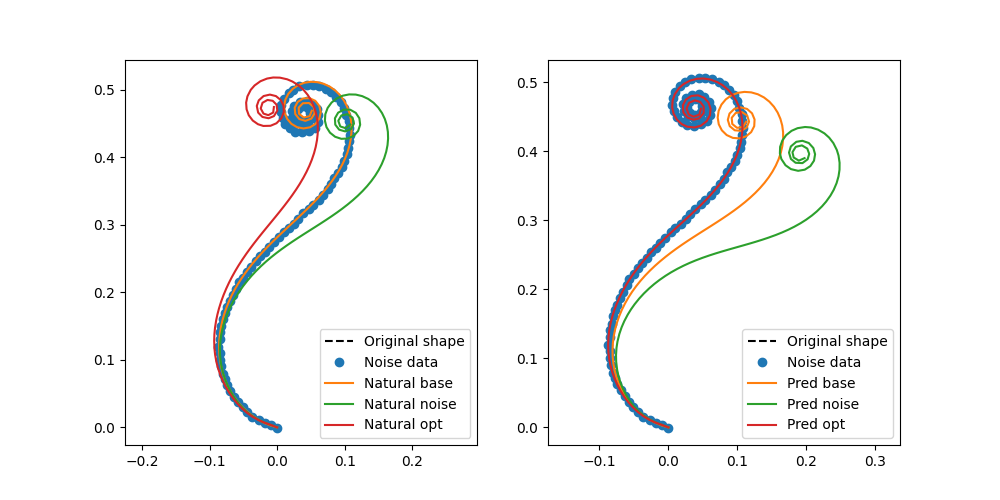 0.5
0.4
0.3
0.2
0.1
0.0
−0.2
−0.1
0.0
0.1
0.2
Original shape
Noise data
Natural base
Natural noise
Natural opt
0.5
0.4
0.3
0.2
0.1
0.0
−0.1
0.0
0.1
0.2
0.3
Original shape
Noise data
Pred base
Pred noise
Pred opt